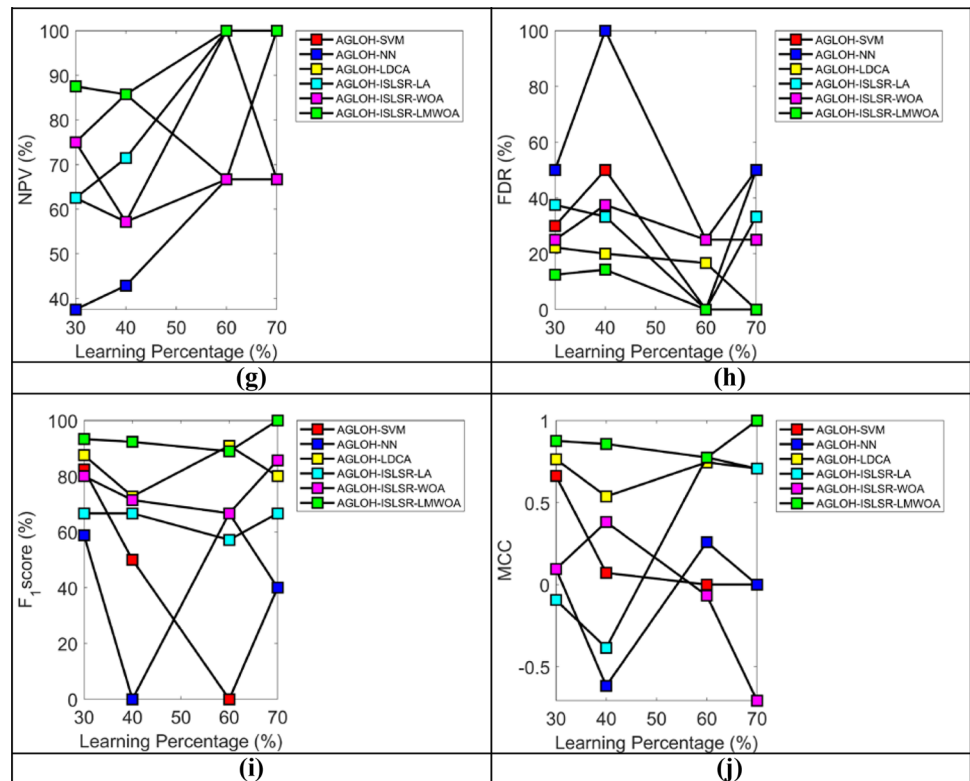 100
90
80
70
60
50
40
NPV (%)
30 40 50 60 70
Learning Percentage (%)
AGLOH-SVM
AGLOH-NN
AGLOH-LDCA
AGLOH-ISLSR-LA
AGLOH-ISLSR-WOA
AGLOH-ISLSR-LMWOA
(g)
100
80
60
40
20
0
FDR (%)
30 40 50 60 70
Learning Percentage (%)
AGLOH-SVM
AGLOH-NN
AGLOH-LDCA
AGLOH-ISLSR-LA
AGLOH-ISLSR-WOA
AGLOH-ISLSR-LMWOA
(h)
100
80
60
40
20
0
F₁score (%)
30 40 50 60 70
Learning Percentage (%)
AGLOH-SVM
AGLOH-NN
AGLOH-LDCA
AGLOH-ISLSR-LA
AGLOH-ISLSR-WOA
AGLOH-ISLSR-LMWOA
(i)
1
0.5
0
-0.5
MCC
30 40 50 60 70
Learning Percentage (%)
AGLOH-SVM
AGLOH-NN
AGLOH-LDCA
AGLOH-ISLSR-LA
AGLOH-ISLSR-WOA
AGLOH-ISLSR-LMWOA
(j)